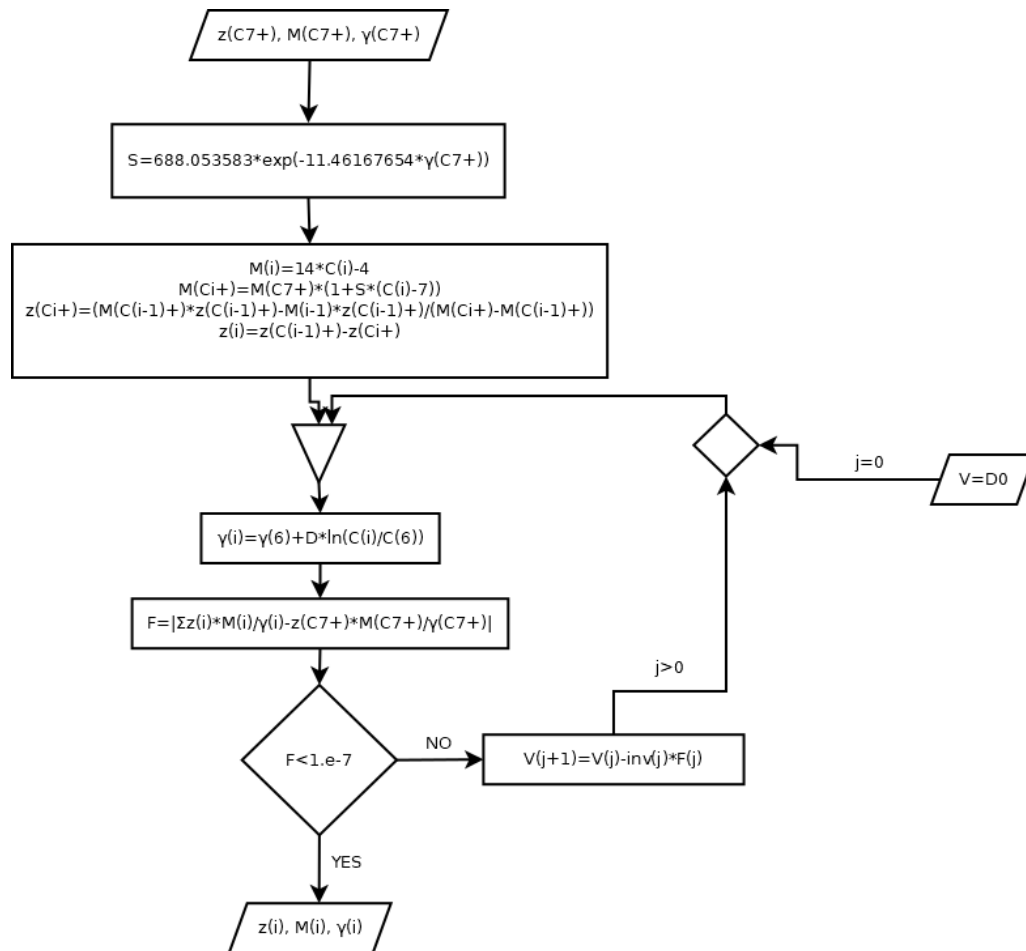 z(C7+), M(C7+), γ(C7+)
S=688.053583*exp(-11.46167654*γ(C7+))
M(i)=14*C(i)-4
M(Ci+)=M(C7+)*(1+S*(C(i)-7))
z(Ci+)=(M(C(i-1)+)*z(C(i-1)+)-M(i-1)*z(C(i-1)+)/(M(Ci+)-M(C(i-1)+))
z(i)=z(C(i-1)+)-z(Ci+)
j=0
V=D0
γ(i)=γ(6)+D*ln(C(i)/C(6))
F=|Σz(i)*M(i)/γ(i)-z(C7+)*M(C7+)/γ(C7+)|
j>0
F<1.e-7
NO
V(j+1)=V(j)-inv(j)*F(j)
YES
z(i), M(i), γ(i)